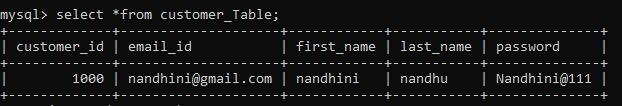 mysql> select *from customer_Table;
+-------------+--------------------+------------+-----------+--------------+
| customer_id | email_id           | first_name | last_name | password     |
+-------------+--------------------+------------+-----------+--------------+
|        1000 | nandhini@gmail.com | nandhini   | nandhu    | Nandhini@111 |
+-------------+--------------------+------------+-----------+--------------+